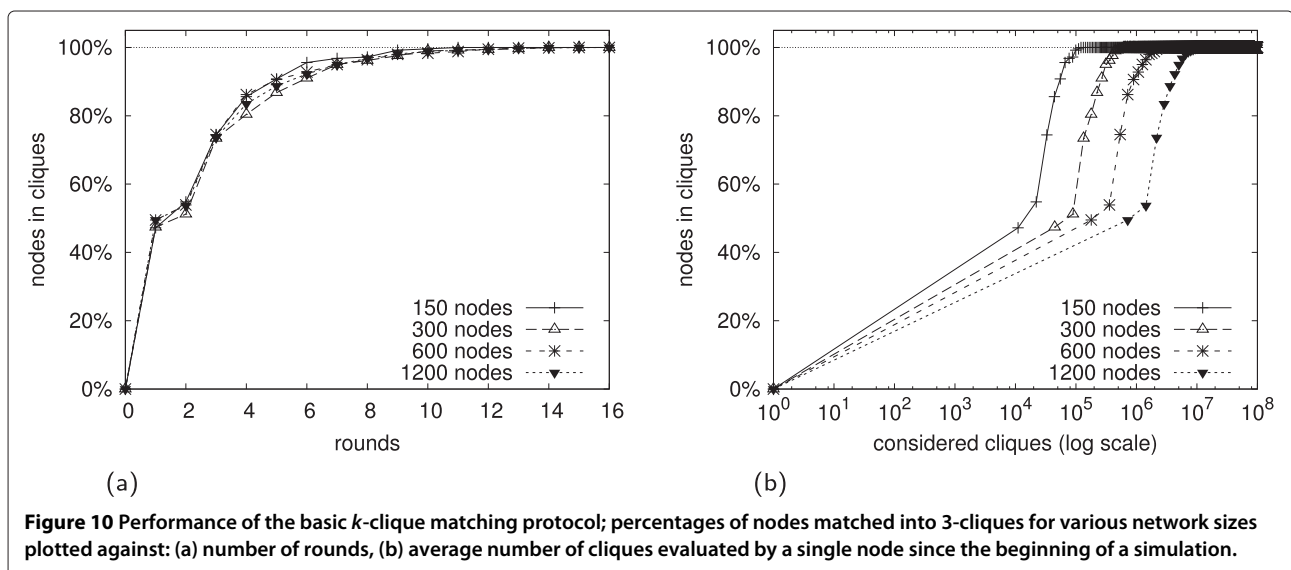 100%
80%
60%
40%
20%
0%
nodes in cliques
150 nodes
300 nodes
600 nodes
1200 nodes
0 2 4 6 8 10 12 14 16
rounds
(a)
100%
80%
60%
40%
20%
0%
nodes in cliques
150 nodes
300 nodes
600 nodes
1200 nodes
10^0 10^1 10^2 10^3 10^4 10^5 10^6 10^7 10^8
considered cliques (log scale)
(b)
Figure 10 Performance of the basic k-clique matching protocol; percentages of nodes matched into 3-cliques for various network sizes
plotted against: (a) number of rounds, (b) average number of cliques evaluated by a single node since the beginning of a simulation.